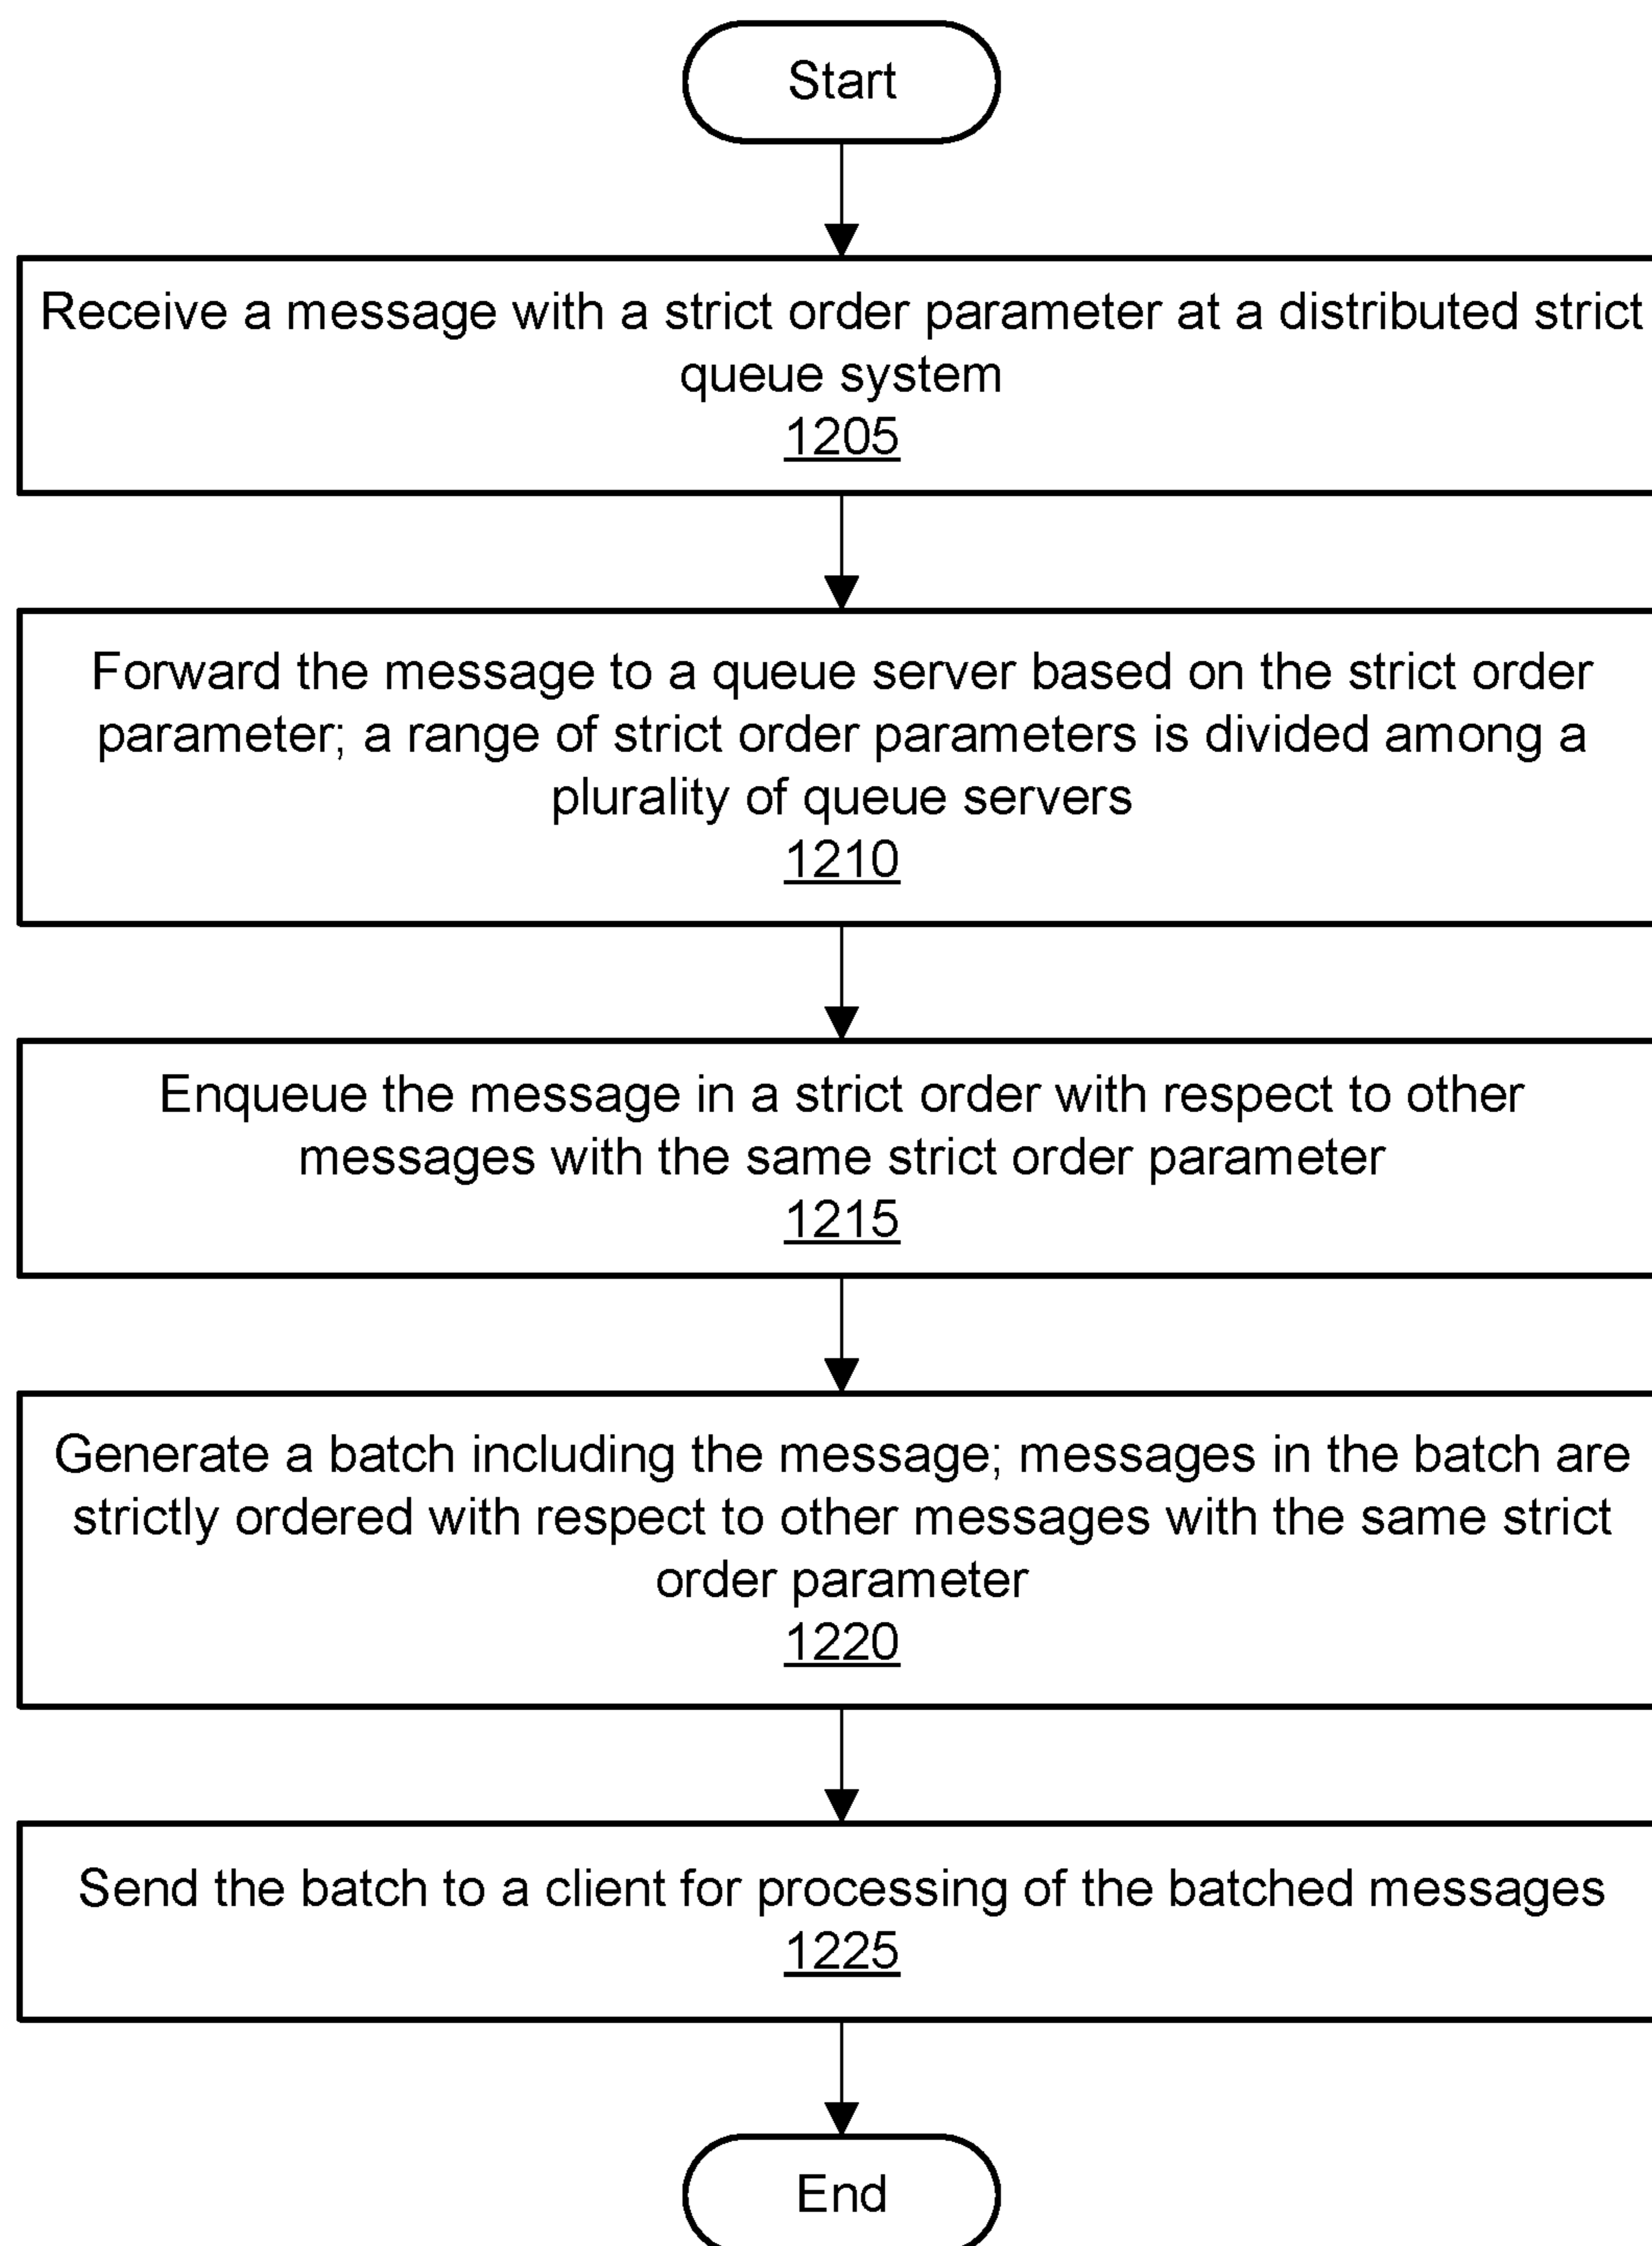 Start
Receive a message with a strict order parameter at a distributed strict
queue system
1205
Forward the message to a queue server based on the strict order
parameter; a range of strict order parameters is divided among a
plurality of queue servers
1210
Enqueue the message in a strict order with respect to other
messages with the same strict order parameter
1215
Generate a batch including the message; messages in the batch are
strictly ordered with respect to other messages with the same strict
order parameter
1220
Send the batch to a client for processing of the batched messages
1225
End